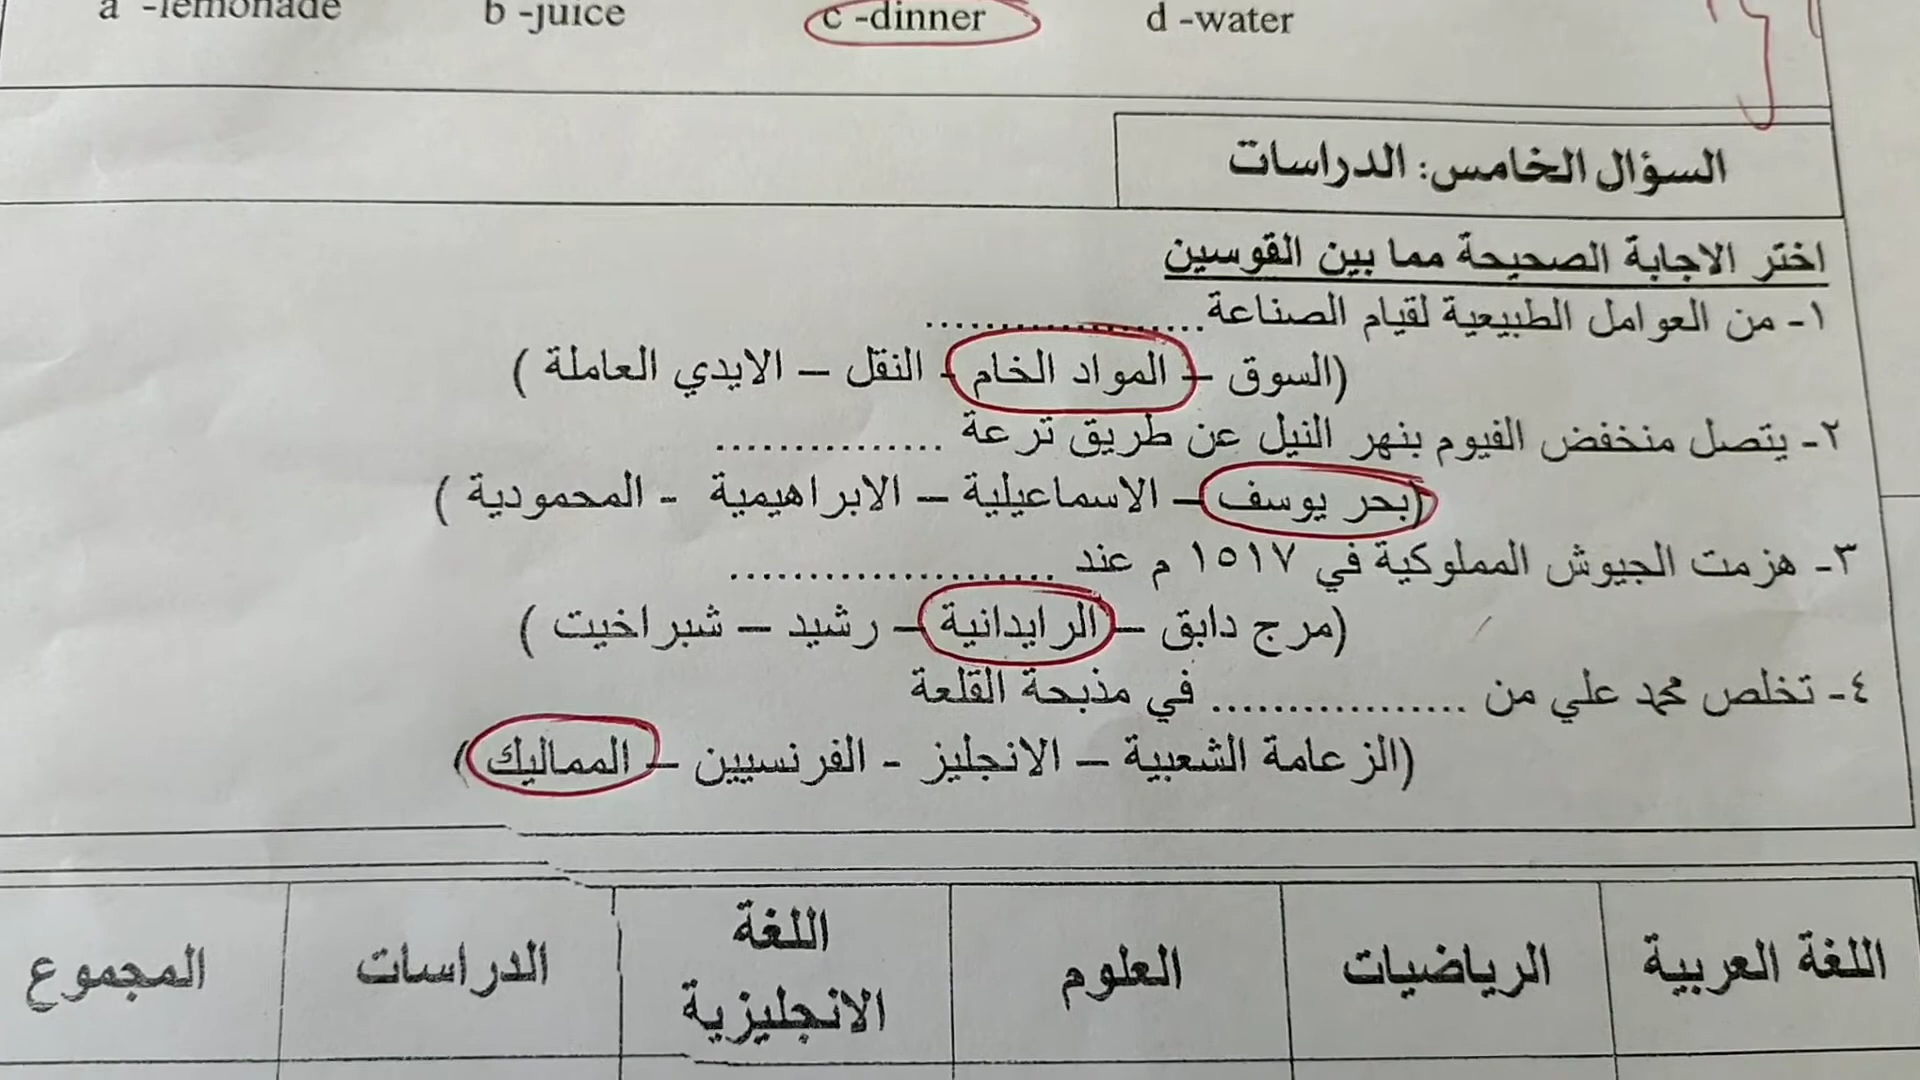 a -lemonade b -juice c -dinner d -water
السؤال الخامس: الدراسات
اختر الاجابة الصحيحة مما بين القوسين
١- من العوامل الطبيعية لقيام الصناعة...................
(السوق – المواد الخام - النقل – الايدي العاملة )
٢- يتصل منخفض الفيوم بنهر النيل عن طريق ترعة ...............
(بحر يوسف – الاسماعيلية – الابراهيمية - المحمودية )
٣- هزمت الجيوش المملوكية في ١٥١٧ م عند .....................
(مرج دابق – الرايدانية – رشيد – شبراخيت )
٤- تخلص محمد علي من ................. في مذبحة القلعة
(الزعامة الشعبية – الانجليز - الفرنسيين – المماليك )
اللغة العربية الرياضيات العلوم اللغة الانجليزية الدراسات المجموع